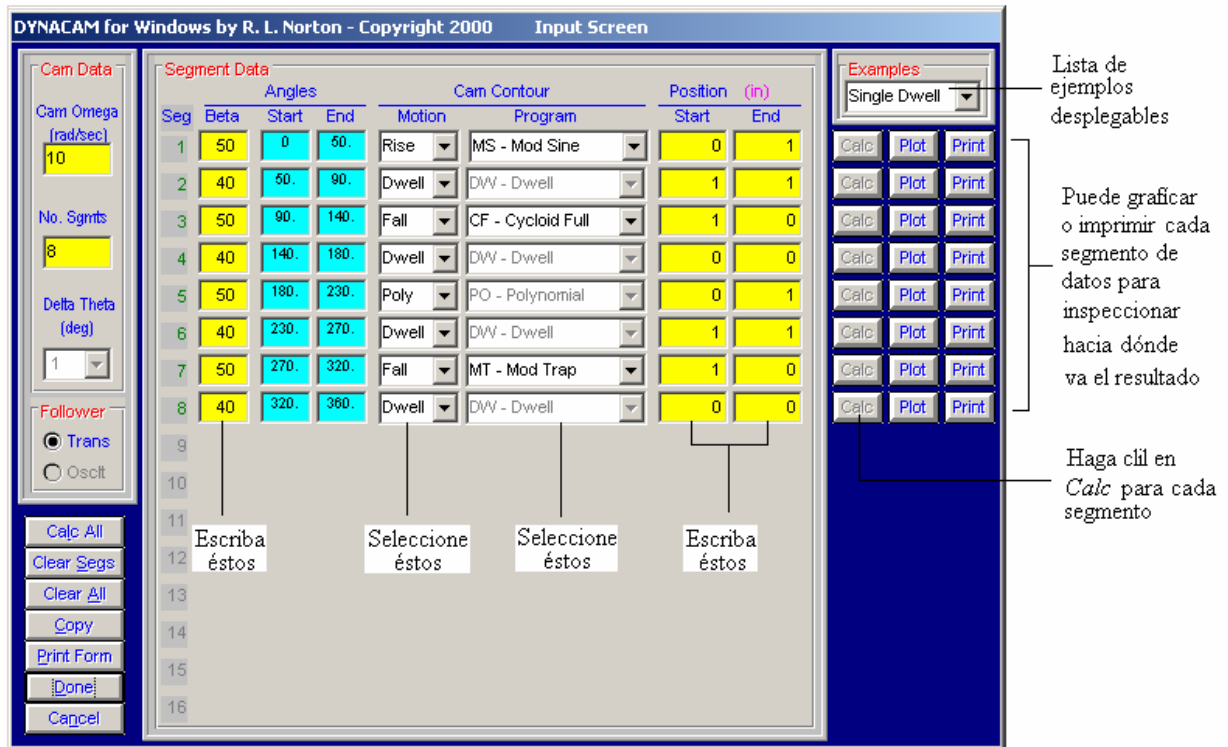 DYNACAM for Windows by R. L. Norton - Copyright 2000 Input Screen
Cam Data
Cam Omega
(rad/sec)
10
No. Sgmts
8
Delta Theta
(deg)
1
Follower
Trans
Osclt
Calc All
Clear Segs
Clear All
Copy
Print Form
Done
Cancel
Segment Data
Angles Cam Contour Position (in)
Seg Beta Start End Motion Program Start End
1 50 0 50. Rise MS - Mod Sine 0 1
2 40 50. 90. Dwell DW - Dwell 1 1
3 50 90. 140. Fall CF - Cycloid Full 1 0
4 40 140. 180. Dwell DW - Dwell 0 0
5 50 180. 230. Poly PO - Polynomial 0 1
6 40 230. 270. Dwell DW - Dwell 1 1
7 50 270. 320. Fall MT - Mod Trap 1 0
8 40 320. 360. Dwell DW - Dwell 0 0
9
10
11
12
13
14
15
16
Escriba
éstos
Seleccione
éstos
Seleccione
éstos
Escriba
éstos
Examples
Single Dwell
Calc Plot Print
Calc Plot Print
Calc Plot Print
Calc Plot Print
Calc Plot Print
Calc Plot Print
Calc Plot Print
Calc Plot Print
Lista de
ejemplos
desplegables
Puede graficar
o imprimir cada
segmento de
datos para
inspeccionar
hacia dónde
va el resultado
Haga clil en
Calc para cada
segmento